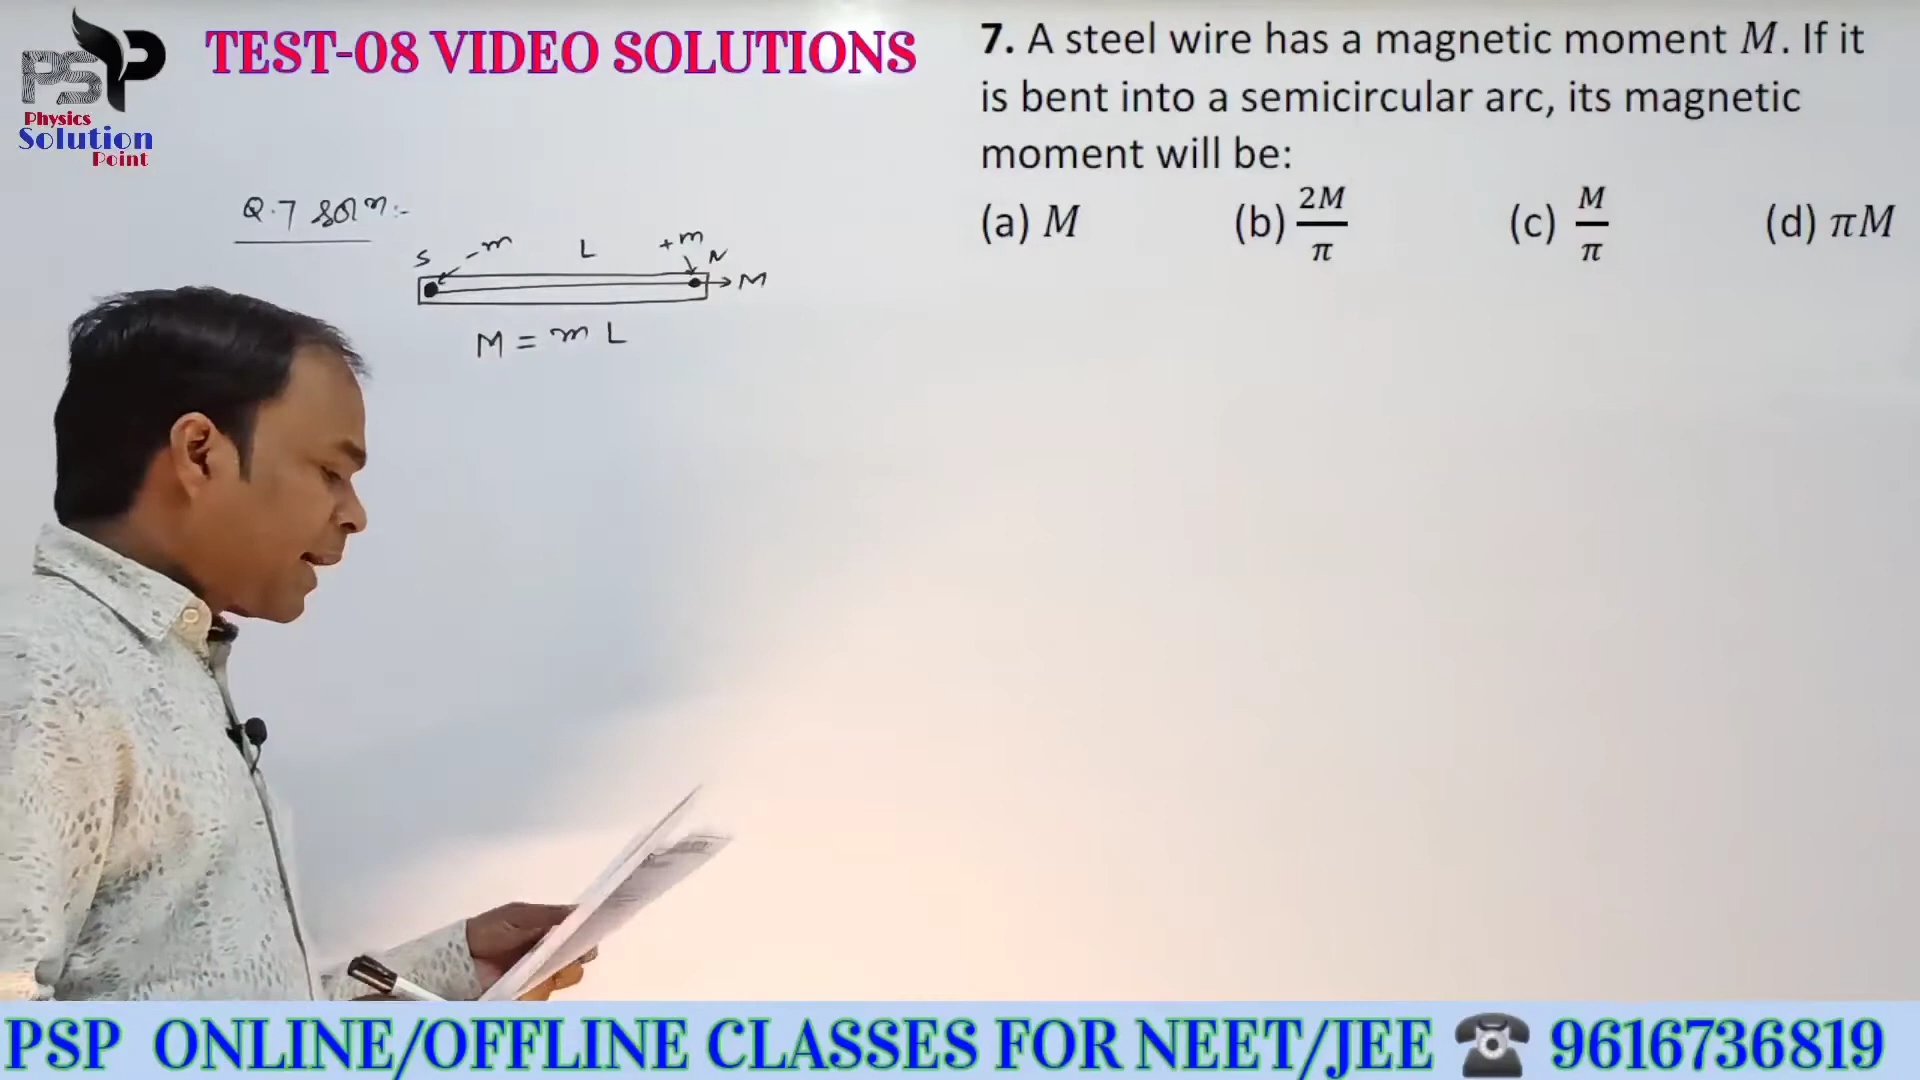 PSP
Physics
Solution
Point
TEST-08 VIDEO SOLUTIONS
7. A steel wire has a magnetic moment M. If it
is bent into a semicircular arc, its magnetic
moment will be:
(a) M (b) 2M/π (c) M/π (d) πM
Q.7 Soln:-
S -m L +m N
M
M = m L
PSP ONLINE/OFFLINE CLASSES FOR NEET/JEE ☎ 9616736819